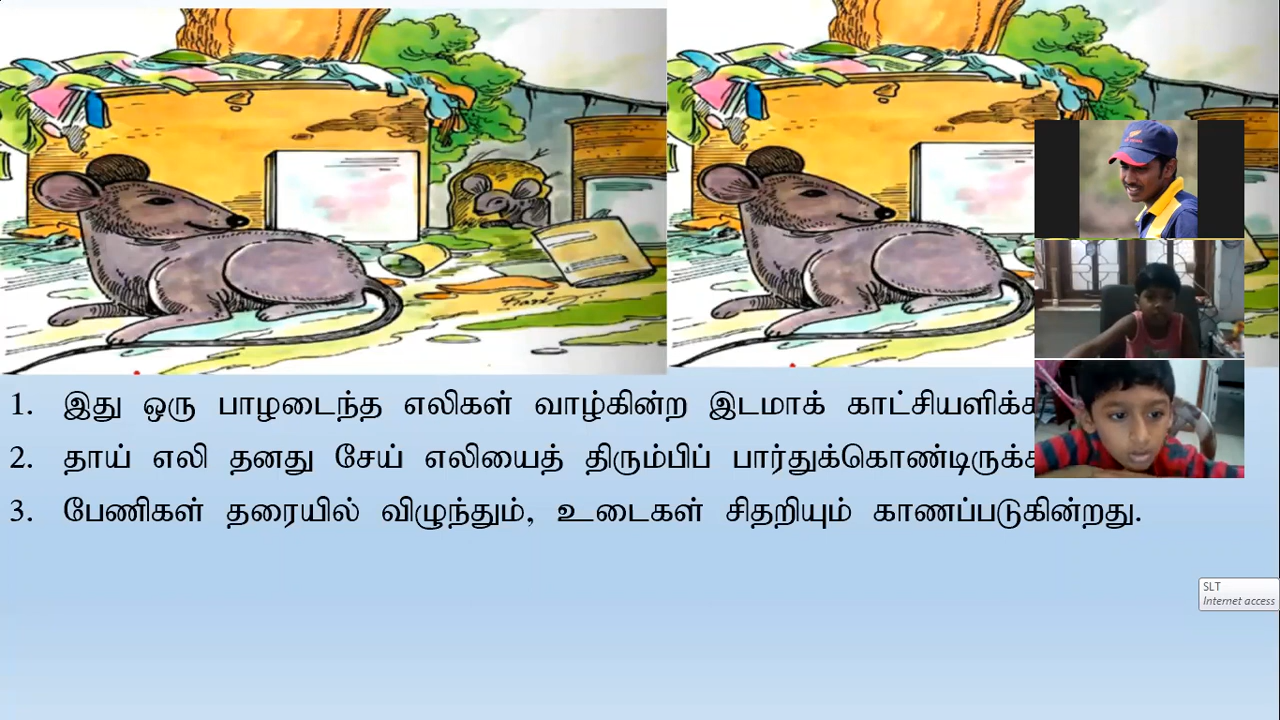 1. இது ஒரு பாழடைந்த எலிகள் வாழ்கின்ற இடமாக்
2. தாய் எலி தனது சேய் எலியைத் திரும்பிப்
3. பேணிகள் தரையில் விழுந்தும், உடைகள் சிதறியும் காணப்படுகின்றது.
SLT
Internet access